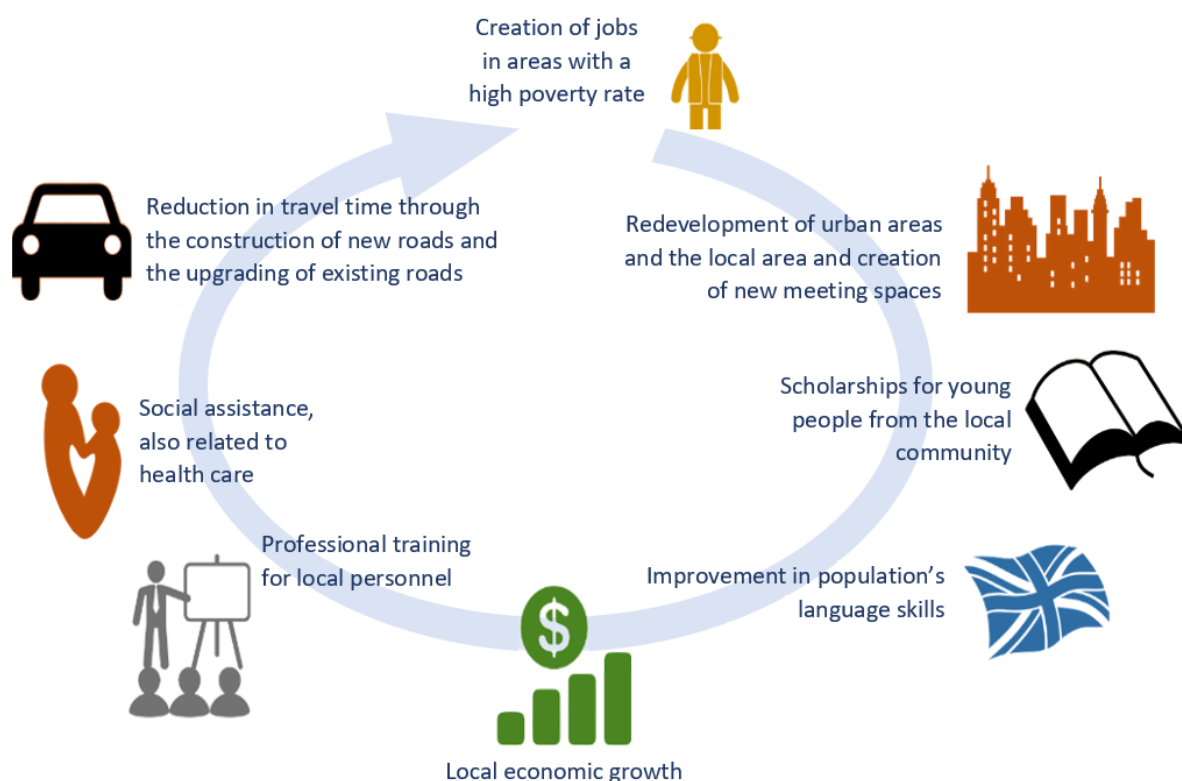 Creation of jobs
in areas with a
high poverty rate
Redevelopment of urban areas
and the local area and creation
of new meeting spaces
Scholarships for young
people from the local
community
Improvement in population’s
language skills
$
Local economic growth
Professional training
for local personnel
Social assistance,
also related to
health care
Reduction in travel time through
the construction of new roads and
the upgrading of existing roads